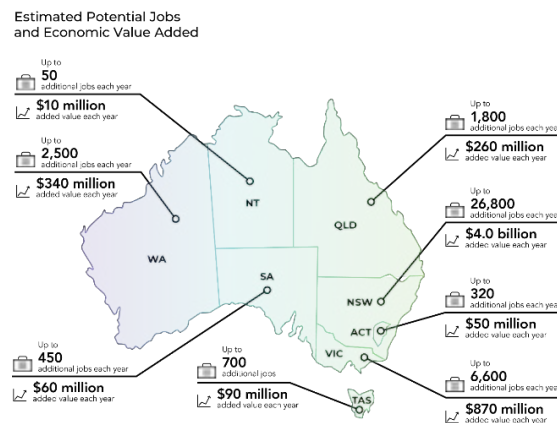 Estimated Potential Jobs
and Economic Value Added
Up to
50
additional jobs each year
$10 million
added value each year
Up to
2,500
additional jobs each year
$340 million
added value each year
Up to
1,800
additional jobs each year
$260 million
added value each year
Up to
26,800
additional jobs each year
$4.0 billion
added value each year
Up to
320
additional jobs each year
$50 million
added value each year
Up to
6,600
additional jobs each year
$870 million
added value each year
Up to
450
additional jobs each year
$60 million
added value each year
Up to
700
additional jobs
$90 million
added value each year
NT
QLD
WA
SA
NSW
ACT
VIC
TAS